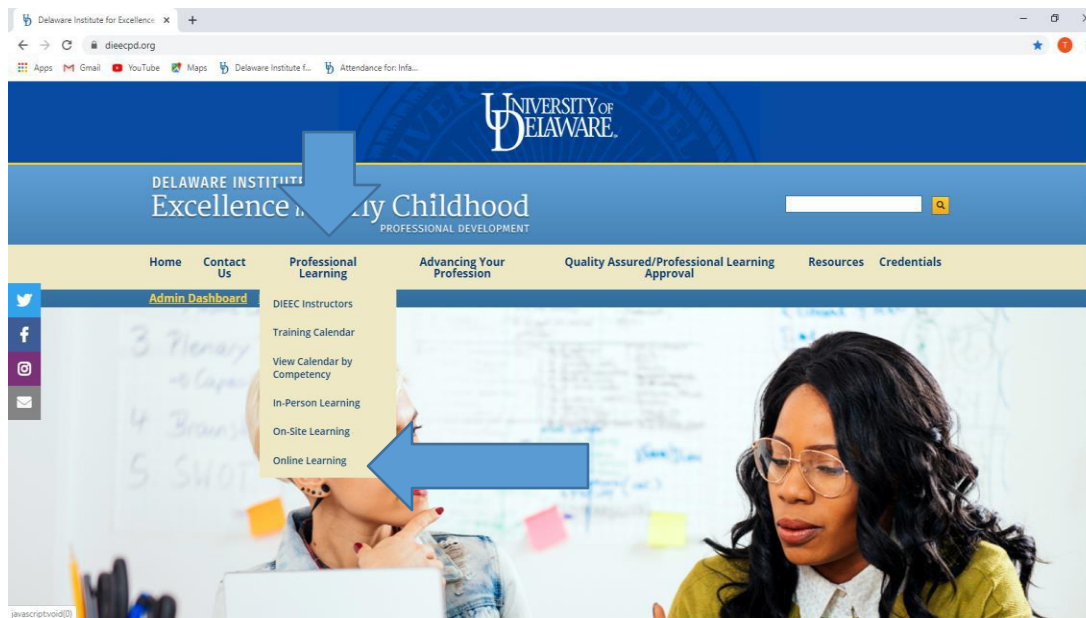 Delaware Institute for Excellence
dieecpd.org
Apps Gmail YouTube Maps Delaware Institute f... Attendance for: Infa...
UNIVERSITY OF
DELAWARE.
DELAWARE INSTITUTE
Excellence Childhood
PROFESSIONAL DEVELOPMENT
Home Contact Us Professional Learning Advancing Your Profession Quality Assured/Professional Learning Approval Resources Credentials
Admin Dashboard
DIEEC Instructors
Training Calendar
View Calendar by
Competency
In-Person Learning
On-Site Learning
Online Learning
3 Plenary
4
5. SWOT
javascript:void(0)